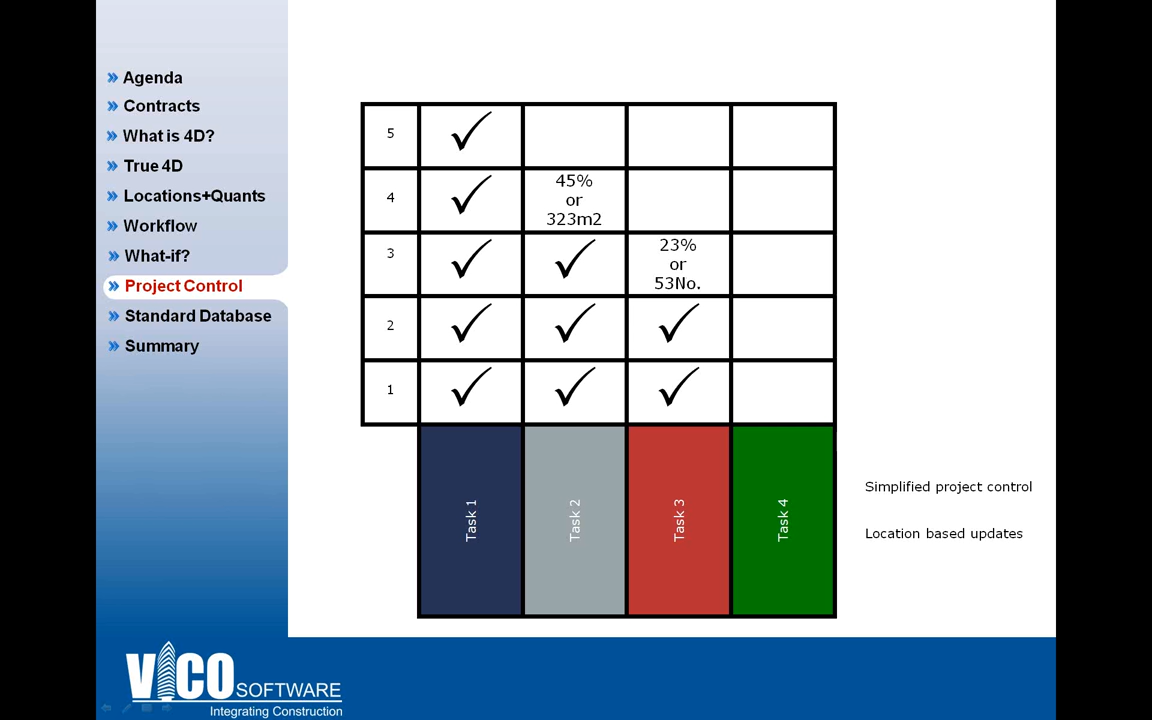 Agenda
Contracts
What is 4D?
True 4D
Locations+Quants
Workflow
What-if?
Project Control
Standard Database
Summary
5
4
45%
or
323m2
3
23%
or
53No.
2
1
Task 1
Task 2
Task 3
Task 4
Simplified project control
Location based updates
VICO SOFTWARE
Integrating Construction